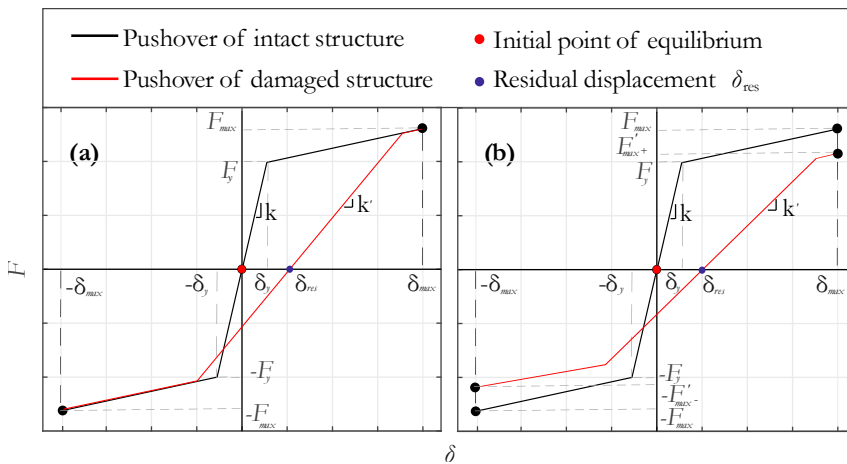 Pushover of intact structure
Initial point of equilibrium
Pushover of damaged structure
Residual displacement δres
(a)
Fmax
Fy
k
k'
-δmax
-δy
δy
δres
δmax
-Fy
-Fmax
(b)
Fmax
F'max+
Fy
k
k'
-δmax
-δy
δy
δres
δmax
-Fy
-F'max-
-Fmax
F
δ